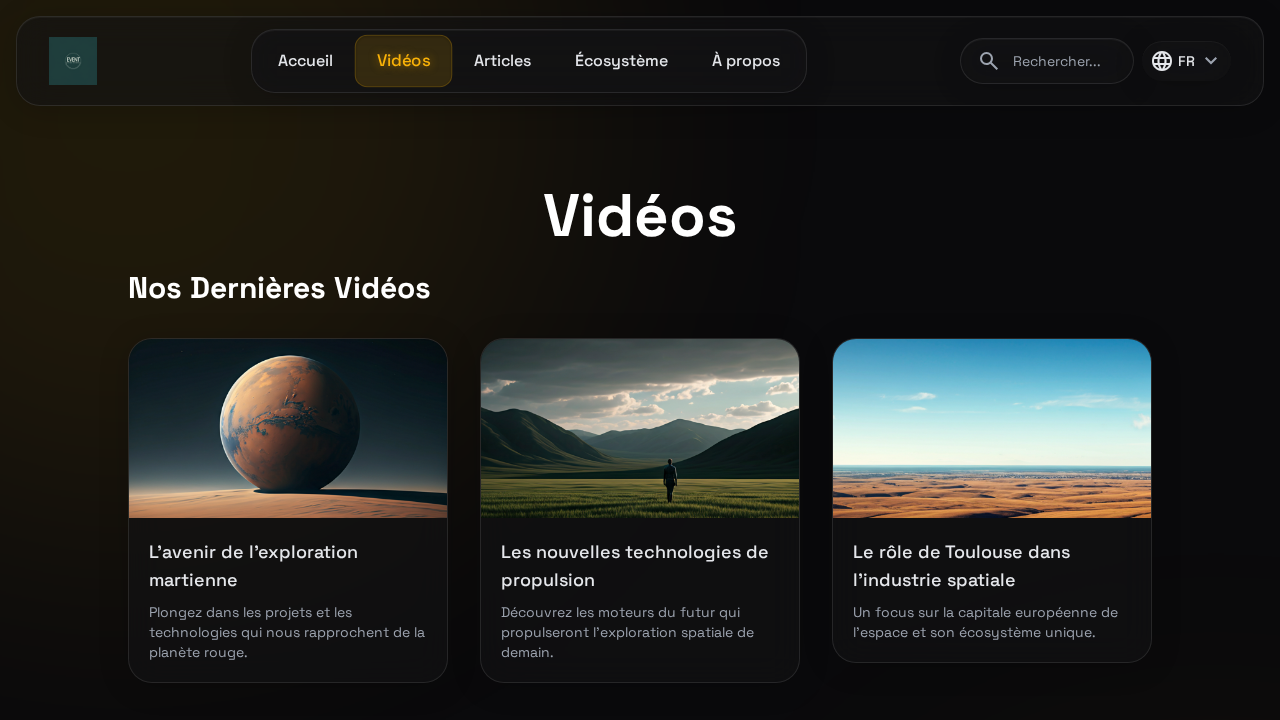 EVENT
Accueil
Vidéos
Articles
Écosystème
À propos
Rechercher...
FR
Vidéos
Nos Dernières Vidéos
L'avenir de l'exploration
martienne
Plongez dans les projets et les
technologies qui nous rapprochent de la
planète rouge.
Les nouvelles technologies de
propulsion
Découvrez les moteurs du futur qui
propulseront l'exploration spatiale de
demain.
Le rôle de Toulouse dans
l'industrie spatiale
Un focus sur la capitale européenne de
l'espace et son écosystème unique.